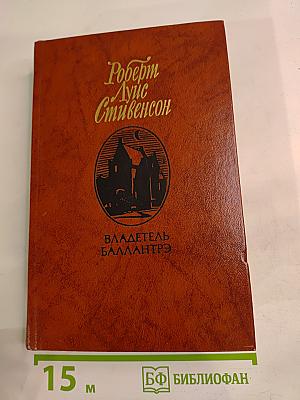 Роберт
Луис
Стивенсон
ВЛАДЕТЕЛЬ
БАЛЛАНТРЭ
15 м
БФ БИБЛИОФАН